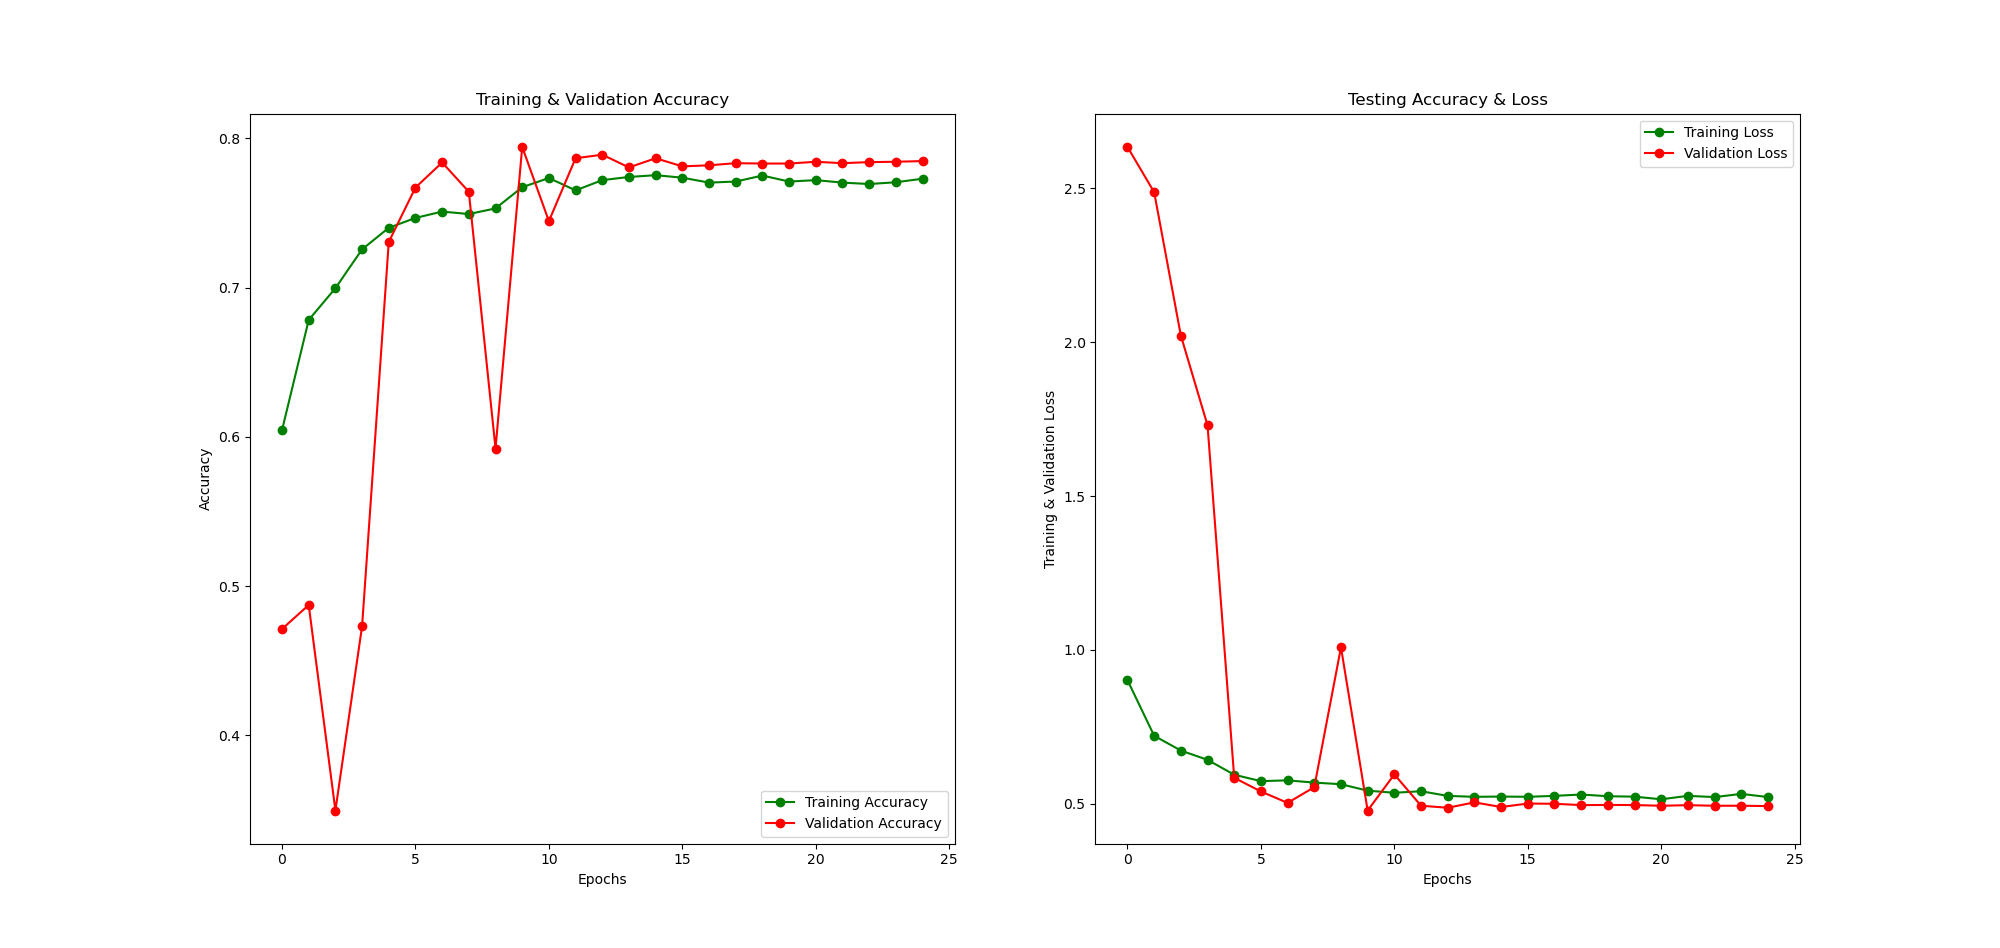 Training & Validation Accuracy
0.8
0.7
0.6
0.5
0.4
Accuracy
0
5
10
15
20
25
Epochs
Training Accuracy
Validation Accuracy
Testing Accuracy & Loss
2.5
2.0
1.5
1.0
0.5
Training & Validation Loss
0
5
10
15
20
25
Epochs
Training Loss
Validation Loss